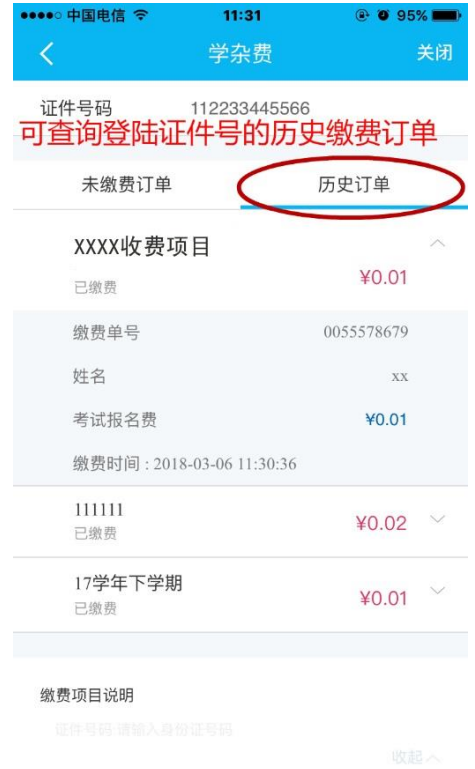 中国电信 11:31 95%
学杂费 关闭
证件号码 112233445566
可查询登陆证件号的历史缴费订单
未缴费订单 历史订单
XXXX收费项目
¥0.01
已缴费
缴费单号 0055578679
姓名 xx
考试报名费 ¥0.01
缴费时间 : 2018-03-06 11:30:36
111111
¥0.02
已缴费
17学年下学期
¥0.01
已缴费
缴费项目说明
证件号码:请输入身份证号码
收起